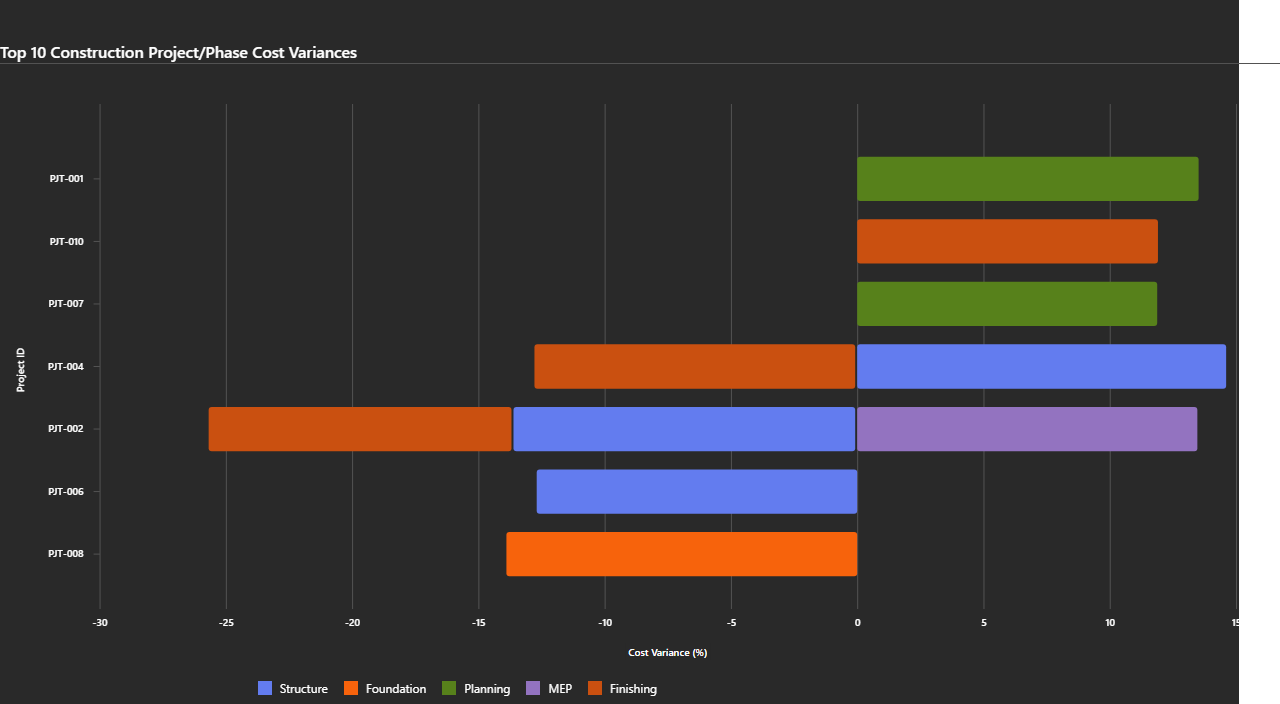 Top 10 Construction Project/Phase Cost Variances
PJT-001
PJT-010
PJT-007
PJT-004
PJT-002
PJT-006
PJT-008
Project ID
-30 -25 -20 -15 -10 -5 0 5 10 15
Cost Variance (%)
Structure Foundation Planning MEP Finishing